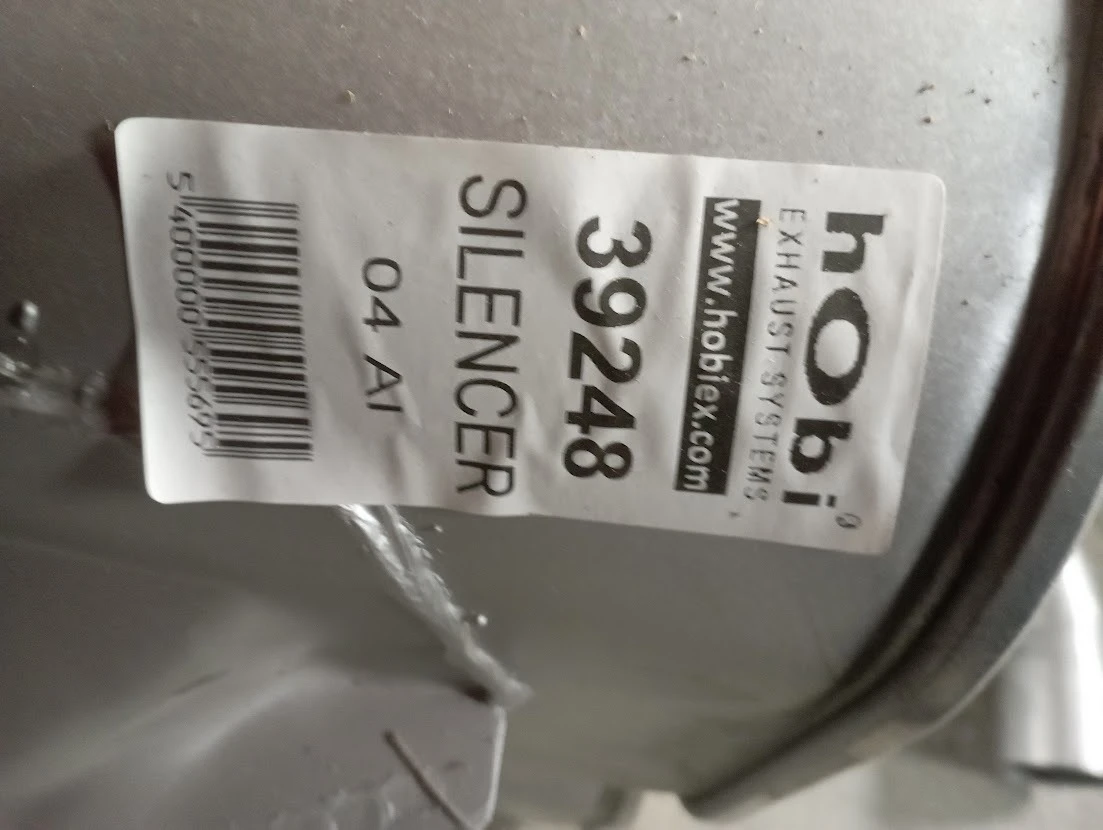 hobi®
EXHAUST SYSTEMS
www.hobiex.com
39248
SILENCER
04 AI